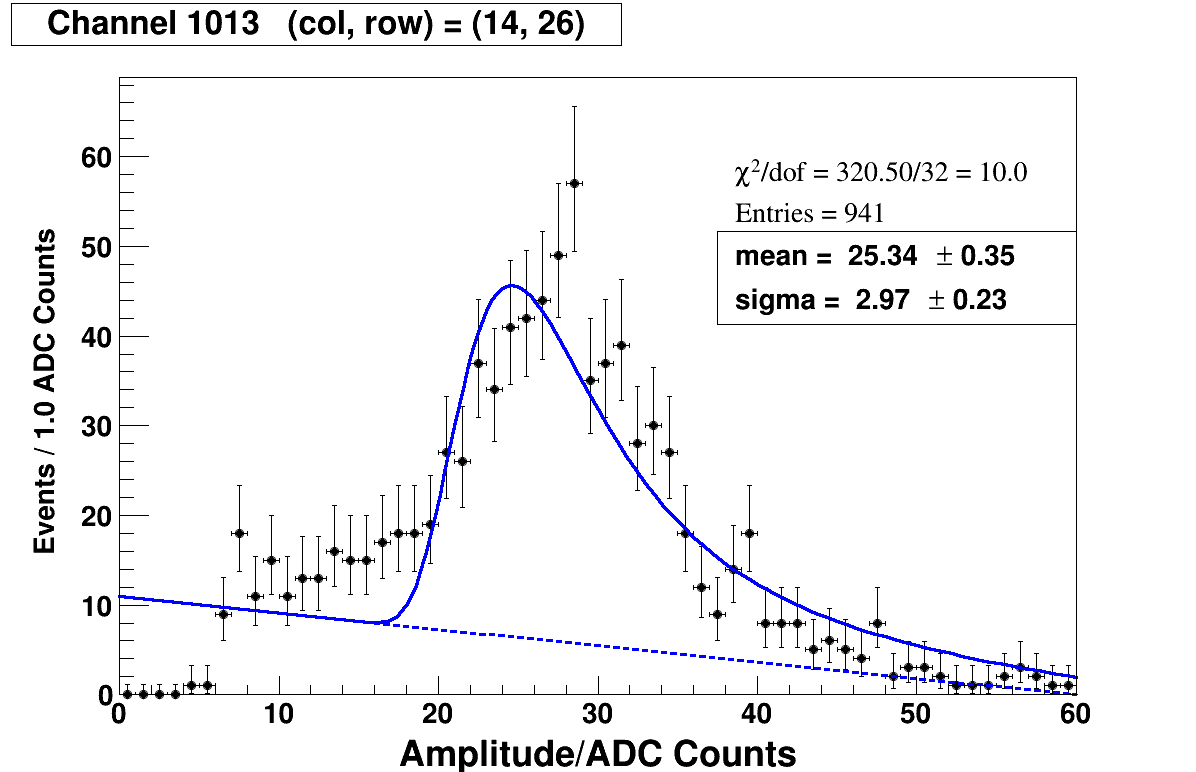 Channel 1013 (col, row) = (14, 26)
χ²/dof = 320.50/32 = 10.0
Entries = 941
mean = 25.34 ± 0.35
sigma = 2.97 ± 0.23
Events / 1.0 ADC Counts
60
50
40
30
20
10
0
0 10 20 30 40 50 60
Amplitude/ADC Counts